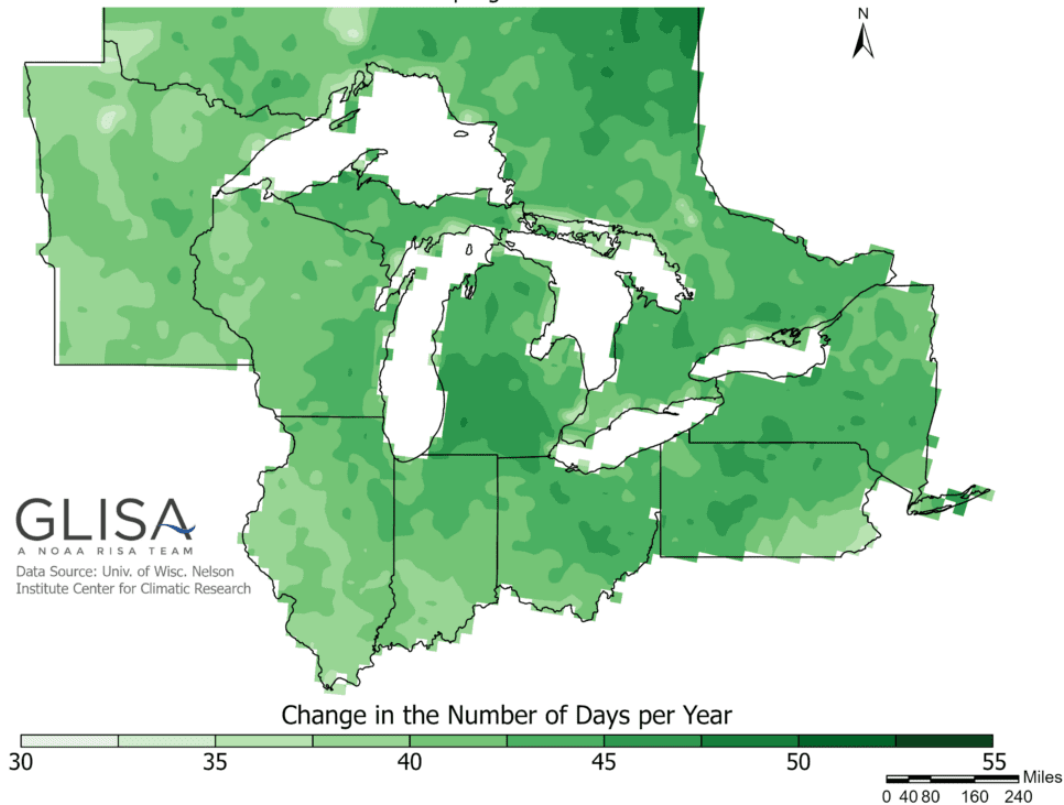 N
GLISA
A NOAA RISA TEAM
Data Source: Univ. of Wisc. Nelson
Institute Center for Climatic Research
Change in the Number of Days per Year
30 35 40 45 50 55
Miles
0 40 80 160 240